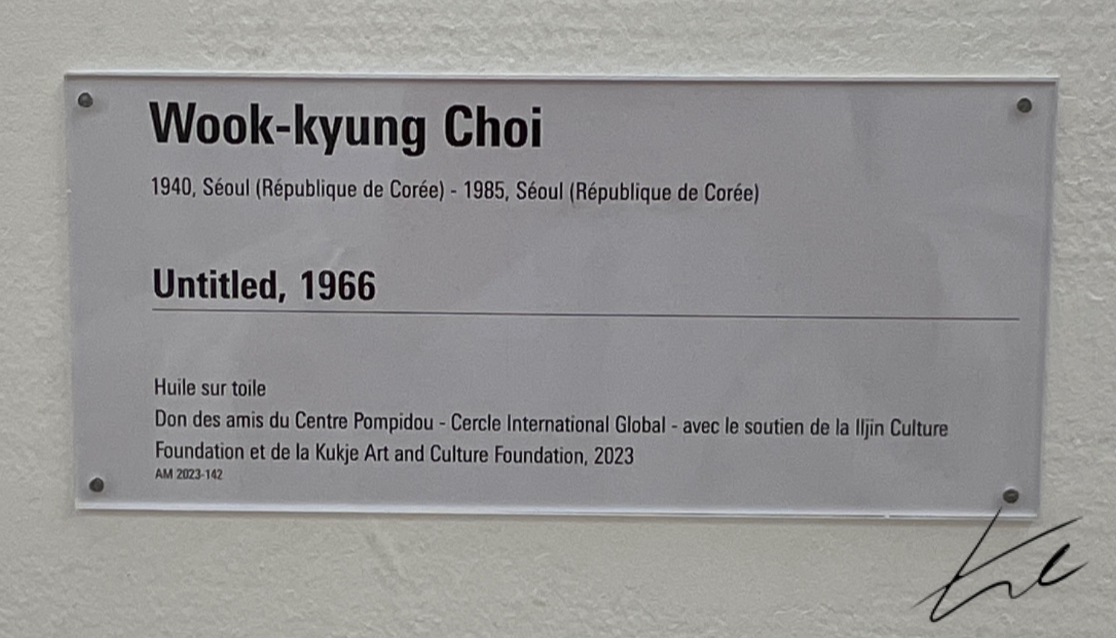 Wook-kyung Choi
1940, Séoul (République de Corée) - 1985, Séoul (République de Corée)
Untitled, 1966
Huile sur toile
Don des amis du Centre Pompidou - Cercle International Global - avec le soutien de la Iljin Culture
Foundation et de la Kukje Art and Culture Foundation, 2023
AM 2023-142